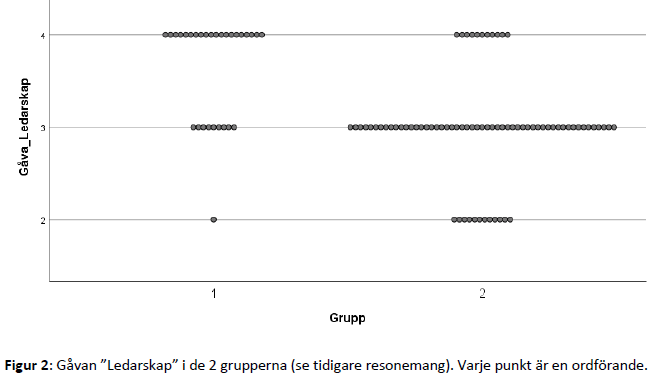 4
3
2
Gåva_Ledarskap
1
2
Grupp
Figur 2: Gåvan ”Ledarskap” i de 2 grupperna (se tidigare resonemang). Varje punkt är en ordförande.